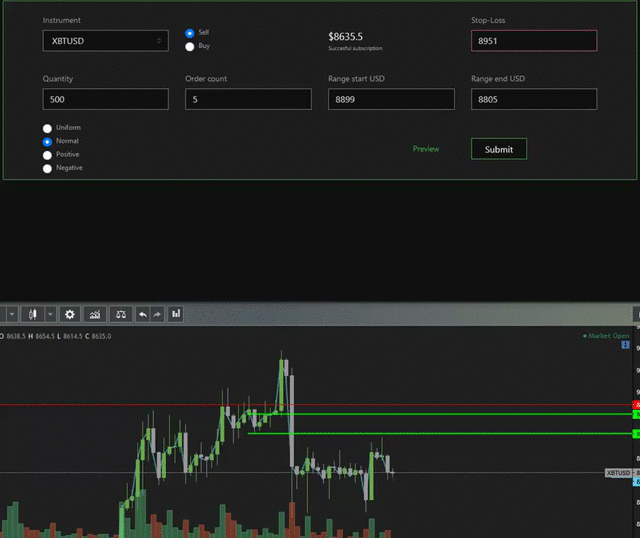 Instrument
Stop-Loss
XBTUSD
Sell
Buy
$8635.5
Succesful subscription.
8951
Quantity
Order count
Range start USD
Range end USD
500
5
8899
8805
Uniform
Normal
Positive
Negative
Preview
Submit
O 8638.5 H 8654.5 L 8614.5 C 8635.0
Market Open
XBTUSD